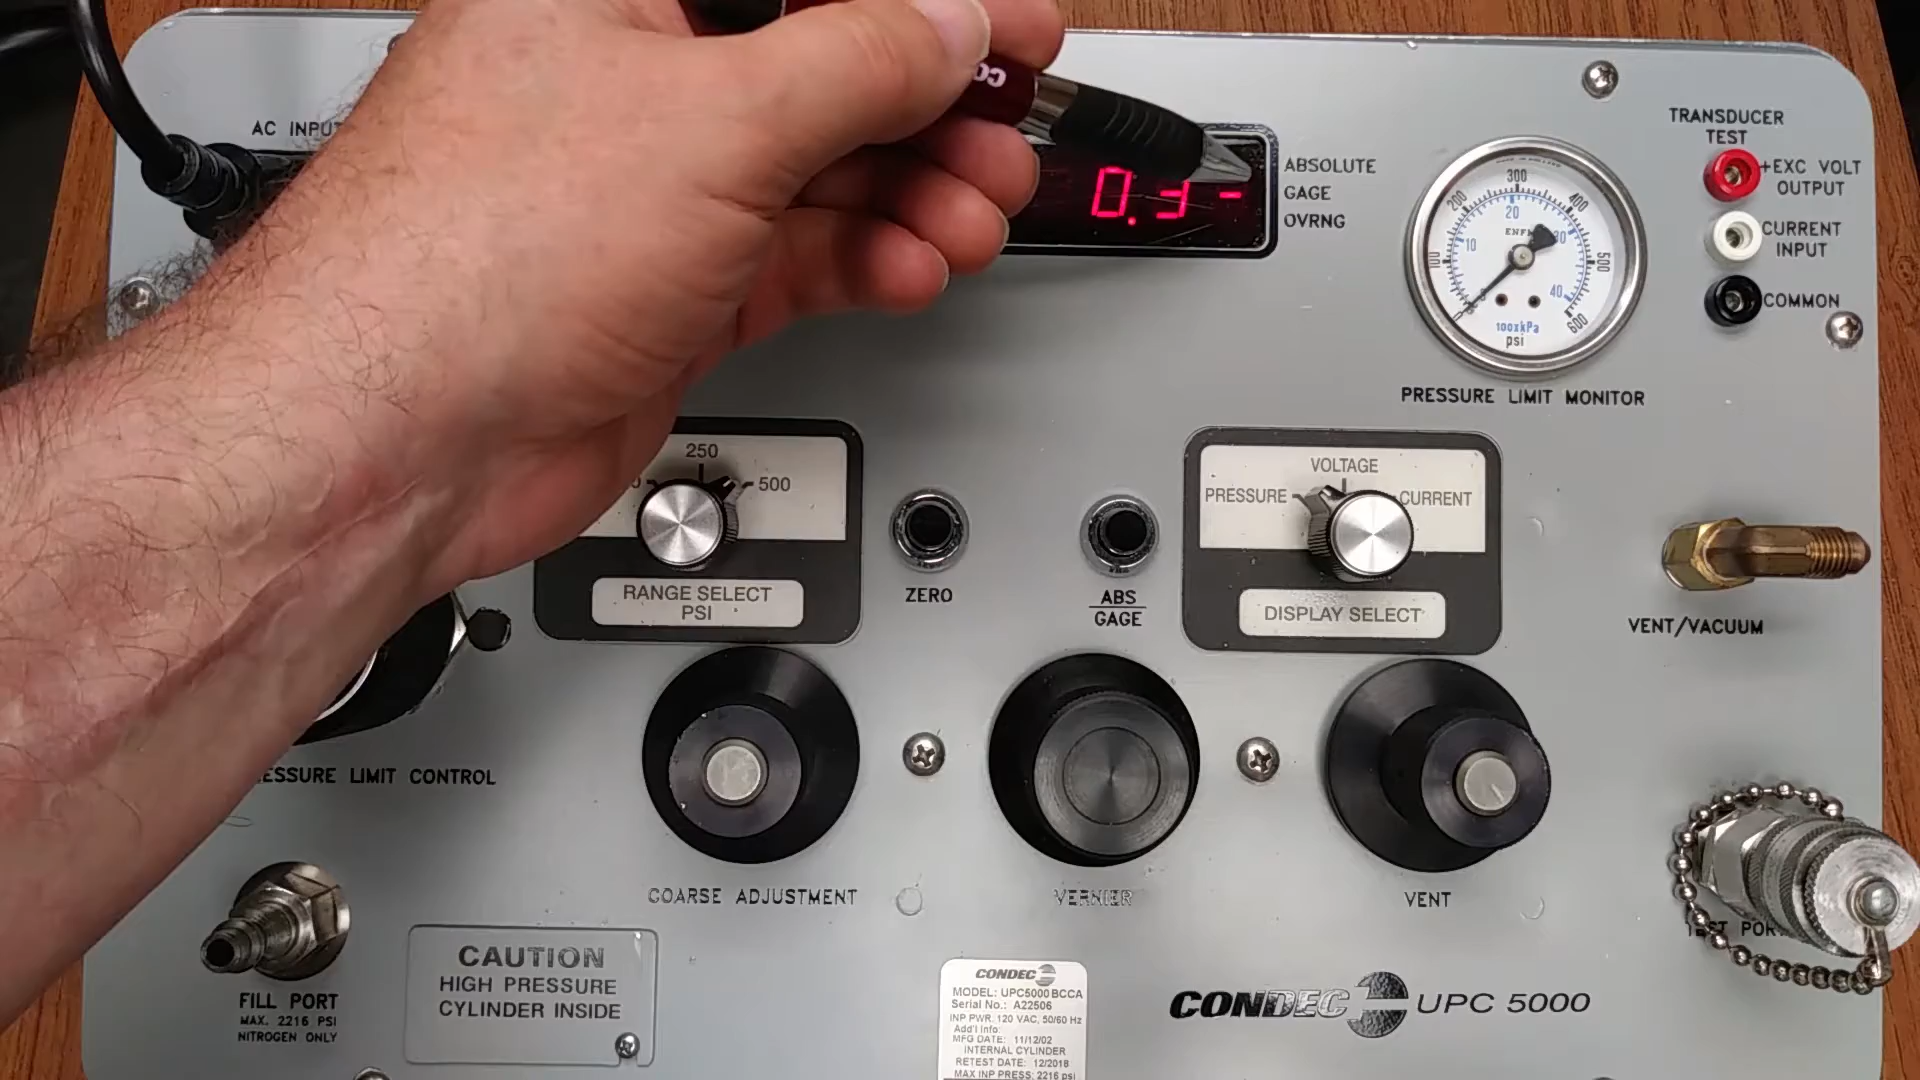 AC INPUT
CO
0.
ABSOLUTE
GAGE
OVRNG
TRANSDUCER
TEST
+EXC VOLT
OUTPUT
CURRENT
INPUT
COMMON
100
200
300
400
500
600
10
20
30
40
100xkPa
psi
PRESSURE LIMIT MONITOR
0
250
500
RANGE SELECT
PSI
ZERO
ABS
GAGE
PRESSURE
VOLTAGE
CURRENT
DISPLAY SELECT
VENT/VACUUM
ESSURE LIMIT CONTROL
COARSE ADJUSTMENT
VERNIER
VENT
TEST POR
FILL PORT
MAX. 2216 PSI
NITROGEN ONLY
CAUTION
HIGH PRESSURE
CYLINDER INSIDE
CONDEC
MODEL: UPC5000 BCCA
Serial No.: A22506
INP PWR. 120 VAC, 50/60 Hz
Add'l Info:
MFG DATE: 11/12/02
INTERNAL CYLINDER
RETEST DATE: 12/2018
MAX INP PRESS: 2216 psi
CONDEC UPC 5000